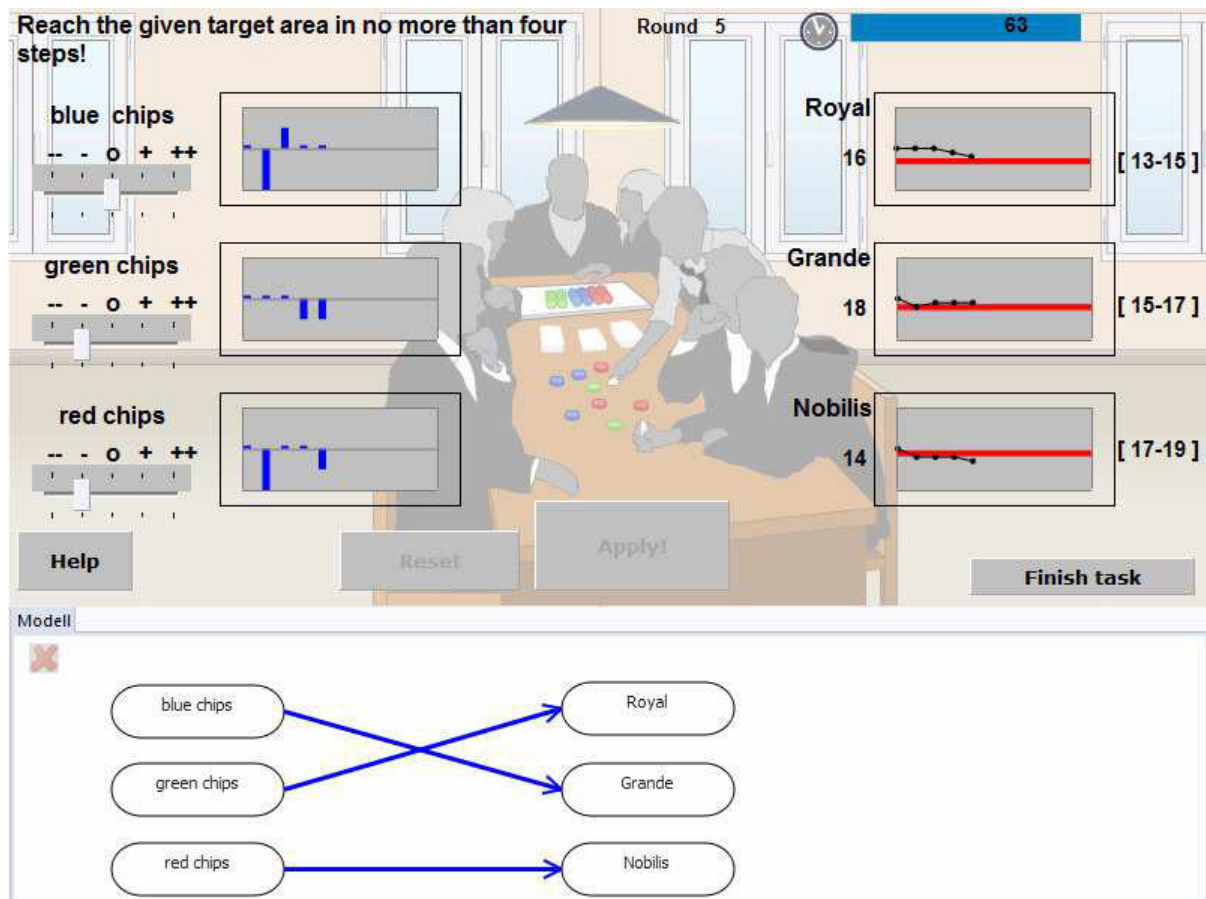 Reach the given target area in no more than four
steps!
Round 5
63
blue chips
-- - o + ++
Royal
16
[ 13-15 ]
green chips
-- - o + ++
Grande
18
[ 15-17 ]
red chips
-- - o + ++
Nobilis
14
[ 17-19 ]
Help
Reset
Apply!
Finish task
Modell
blue chips
Royal
green chips
Grande
red chips
Nobilis